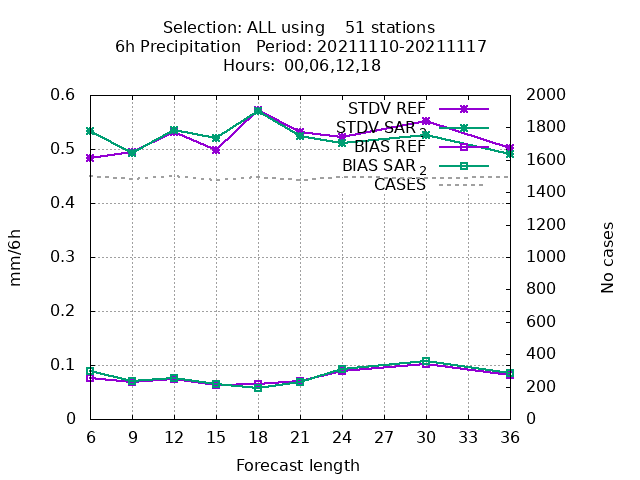 Selection: ALL using 51 stations
6h Precipitation Period: 20211110-20211117
Hours: 00,06,12,18
0.6
0.5
0.4
0.3
0.2
0.1
0
2000
1800
1600
1400
1200
1000
800
600
400
200
0
STDV REF
STDV SAR 2
BIAS REF
BIAS SAR 2
CASES
mm/6h
No cases
6 9 12 15 18 21 24 27 30 33 36
Forecast length